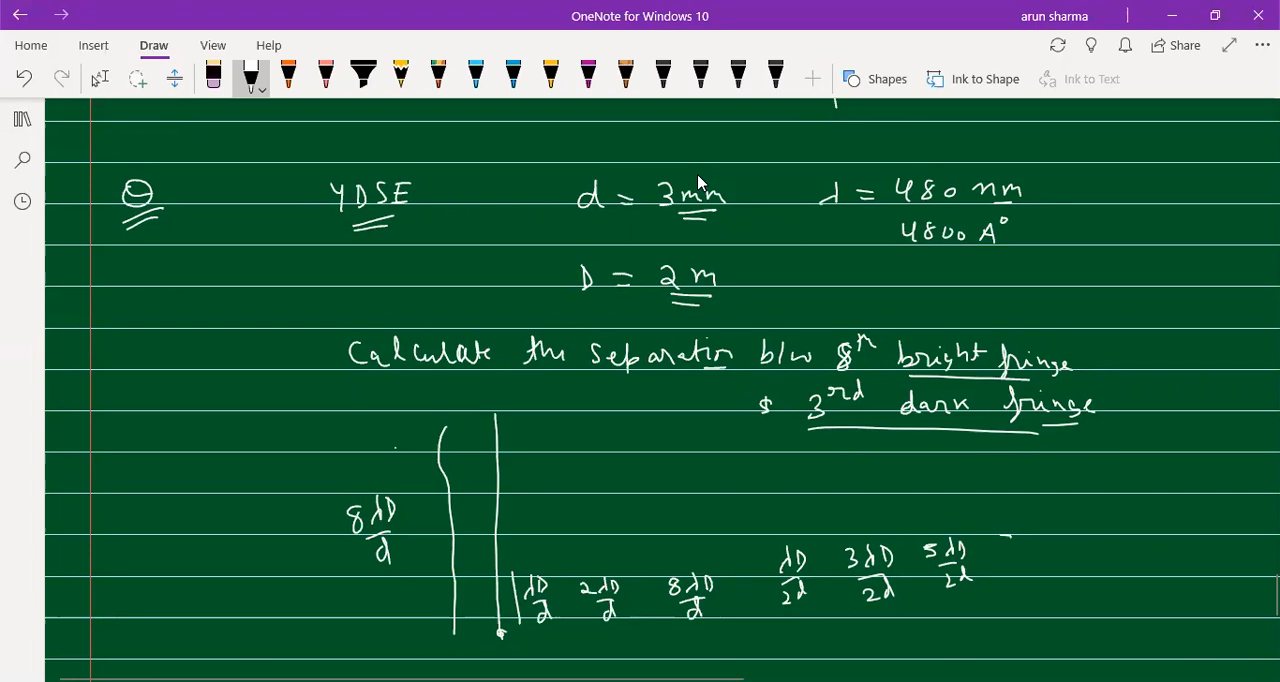 OneNote for Windows 10
arun sharma
Home Insert Draw View Help
Share
Shapes
Ink to Shape
Ink to Text
Q YDSE d = 3mm λ = 480 nm
4800 A°
D = 2 m
Calculate the separation b/w 8th bright fringe
& 3rd dark fringe
8λD/d
λD/d 2λD/d 8λD/d λD/2d 3λD/2d 5λD/2d